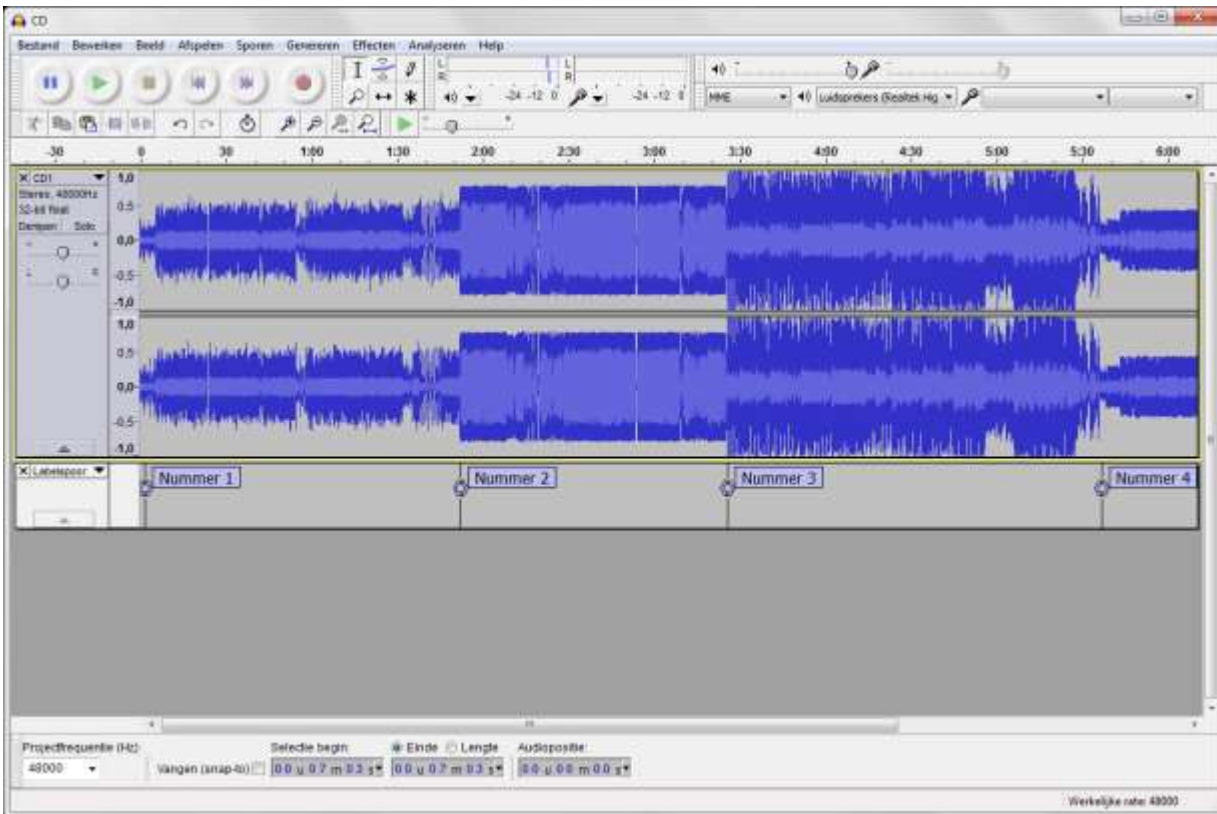 CD
Bestand Bewerken Beeld Afspelen Sporen Genereren Effecten Analyseren Help
L
R
-24 -12 0
L
R
-24 -12 0
MME
Luidsprekers (Realtek Hig
-30 0 30 1:00 1:30 2:00 2:30 3:00 3:30 4:00 4:30 5:00 5:30 6:00
CD1
Stereo, 48000Hz
32-bit float
Dempen Solo
- +
L R
1,0
0,5
0,0
-0,5
-1,0
1,0
0,5
0,0
-0,5
-1,0
Labelspoor
Nummer 1 Nummer 2 Nummer 3 Nummer 4
Projectfrequentie (Hz): Selectie begin: Einde Lengte Audiopositie:
48000 Vangen (snap-to) 00 u 07 m 03 s 00 u 07 m 03 s 00 u 00 m 00 s
Werkelijke rate: 48000